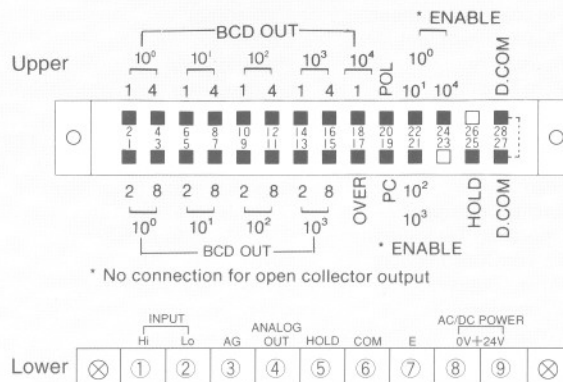 * ENABLE
BCD OUT
Upper 10⁰ 10¹ 10² 10³ 10⁴ POL 10⁰ D.COM
1 4 1 4 1 4 1 4 1 10¹ 10⁴
2 4 6 8 10 12 14 16 18 20 22 24 26 28
1 3 5 7 9 11 13 15 17 19 21 23 25 27
2 8 2 8 2 8 2 8 OVER PC 10² HOLD D.COM
10⁰ 10¹ 10² 10³ 10³
BCD OUT
* ENABLE
* No connection for open collector output
INPUT AC/DC POWER
Hi Lo AG ANALOG OUT HOLD COM E 0V+24V
Lower ① ② ③ ④ ⑤ ⑥ ⑦ ⑧ ⑨